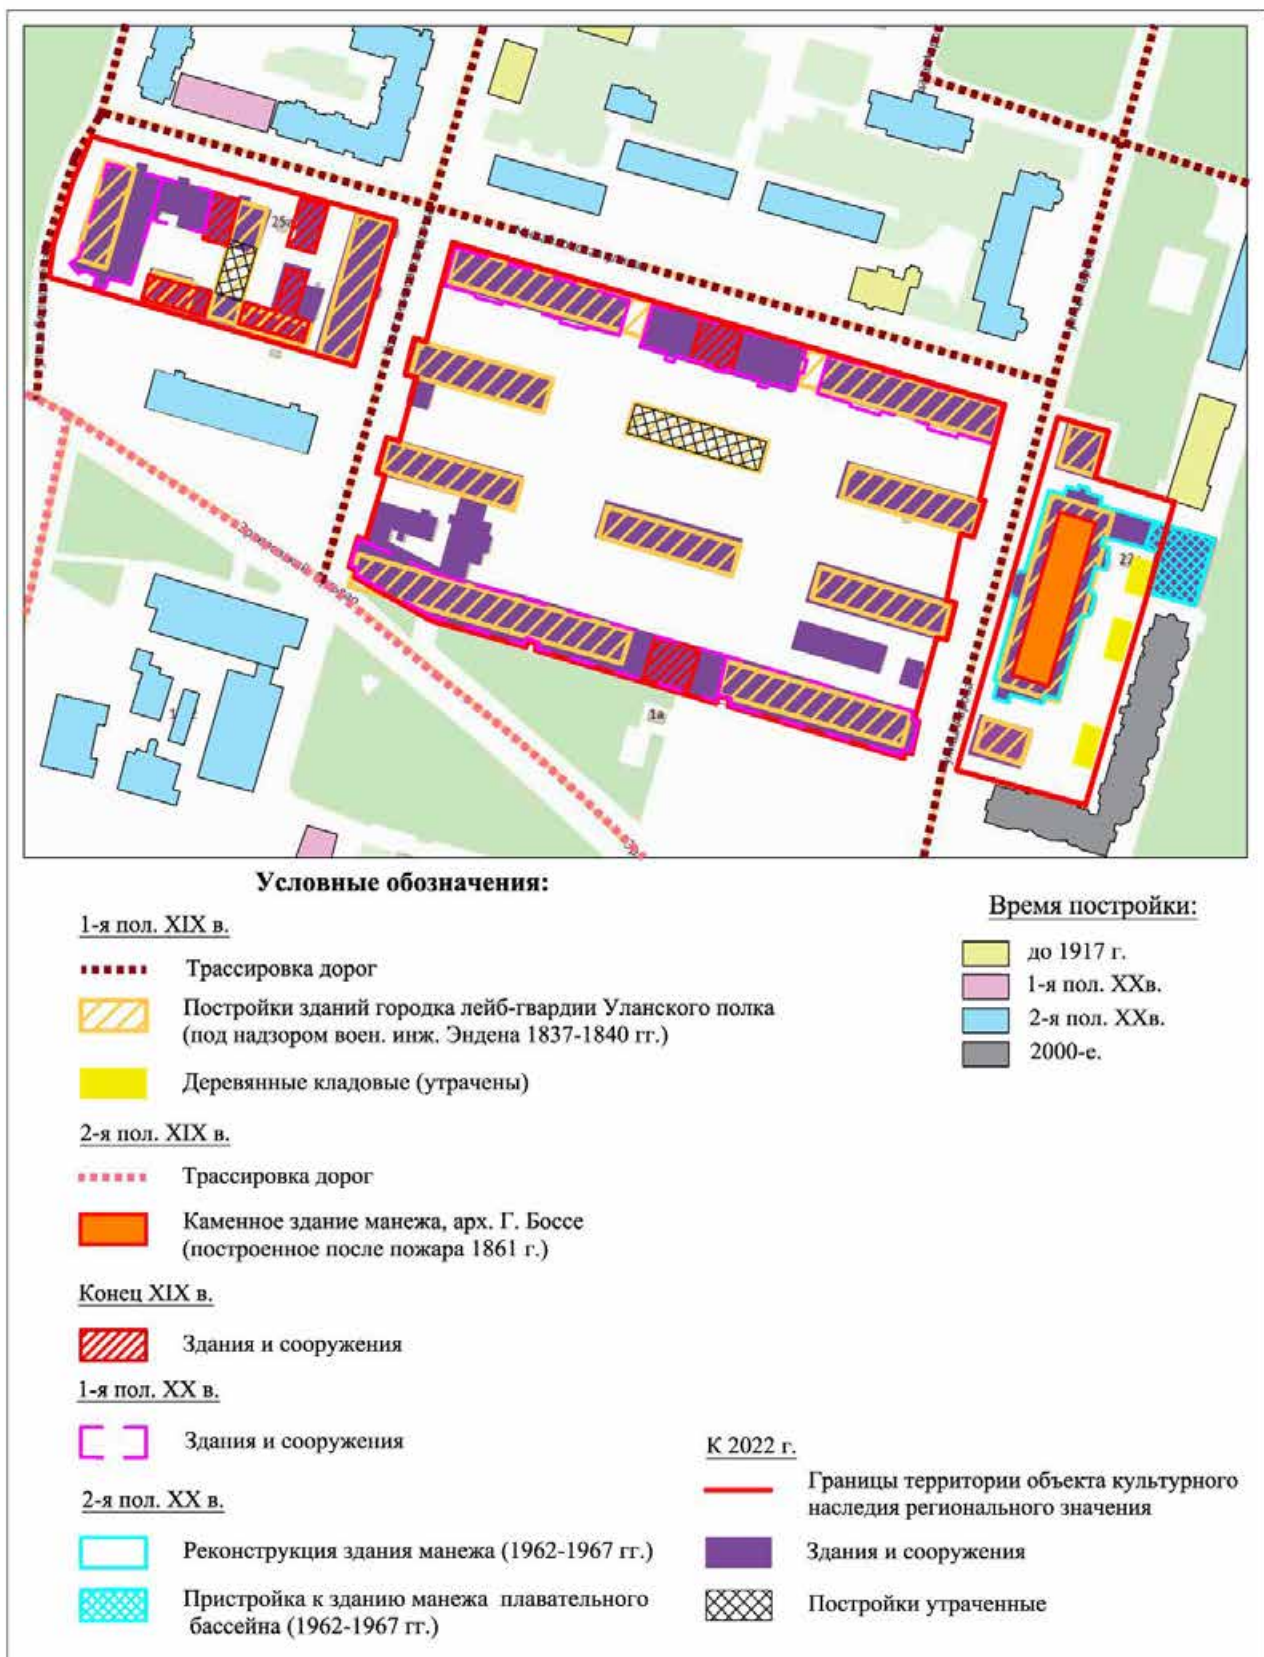 25а
27
1а
Условные обозначения:
1-я пол. XIX в.
Трассировка дорог
Постройки зданий городка лейб-гвардии Уланского полка
(под надзором воен. инж. Эндена 1837-1840 гг.)
Деревянные кладовые (утрачены)
2-я пол. XIX в.
Трассировка дорог
Каменное здание манежа, арх. Г. Боссе
(построенное после пожара 1861 г.)
Конец XIX в.
Здания и сооружения
1-я пол. XX в.
Здания и сооружения
2-я пол. XX в.
Реконструкция здания манежа (1962-1967 гг.)
Пристройка к зданию манежа плавательного
бассейна (1962-1967 гг.)
Время постройки:
до 1917 г.
1-я пол. XXв.
2-я пол. XXв.
2000-е.
К 2022 г.
Границы территории объекта культурного
наследия регионального значения
Здания и сооружения
Постройки утраченные